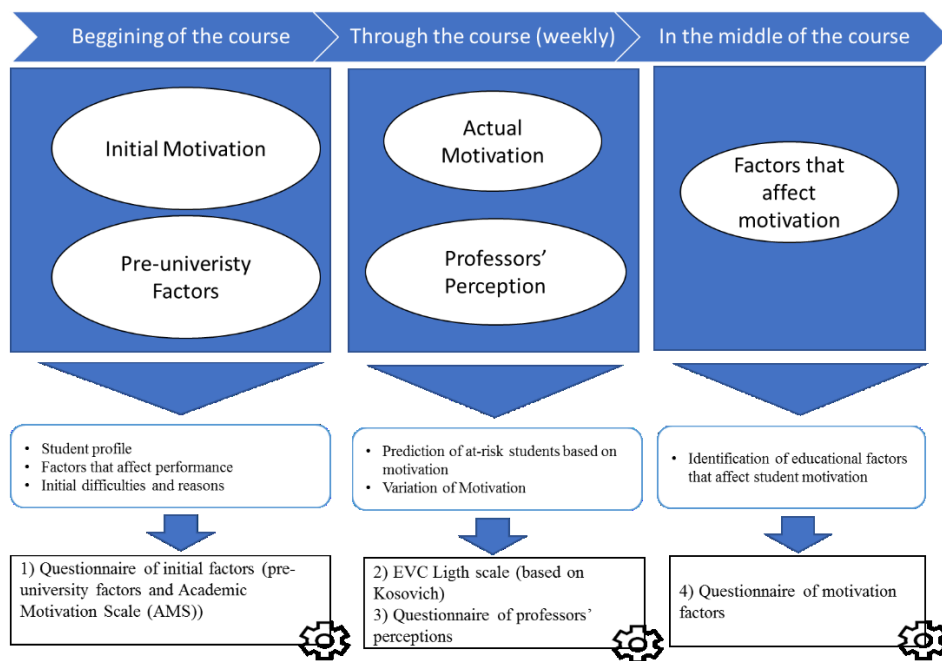 Beggining of the course
Through the course (weekly)
In the middle of the course
Initial Motivation
Pre-univeristy
Factors
Actual
Motivation
Professors'
Perception
Factors that
affect
motivation
• Student profile
• Factors that affect performance
• Initial difficulties and reasons
• Prediction of at-risk students based on
motivation
• Variation of Motivation
• Identification of educational factors
that affect student motivation
1) Questionnaire of initial factors (pre-
university factors and Academic
Motivation Scale (AMS))
2) EVC Ligth scale (based on
Kosovich)
3) Questionnaire of professors'
perceptions
4) Questionnaire of motivation
factors